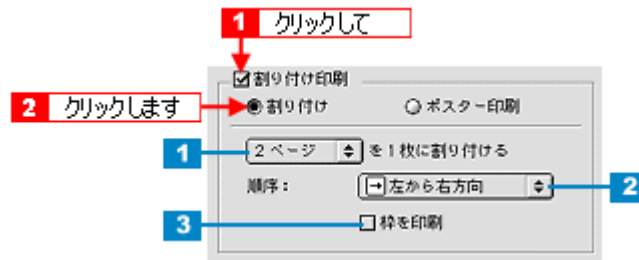 1 クリックして
割り付け印刷
2 クリックします
割り付け ポスター印刷
1 2 ページ を1枚に割り付ける
順序： 左から右方向 2
3 枠を印刷